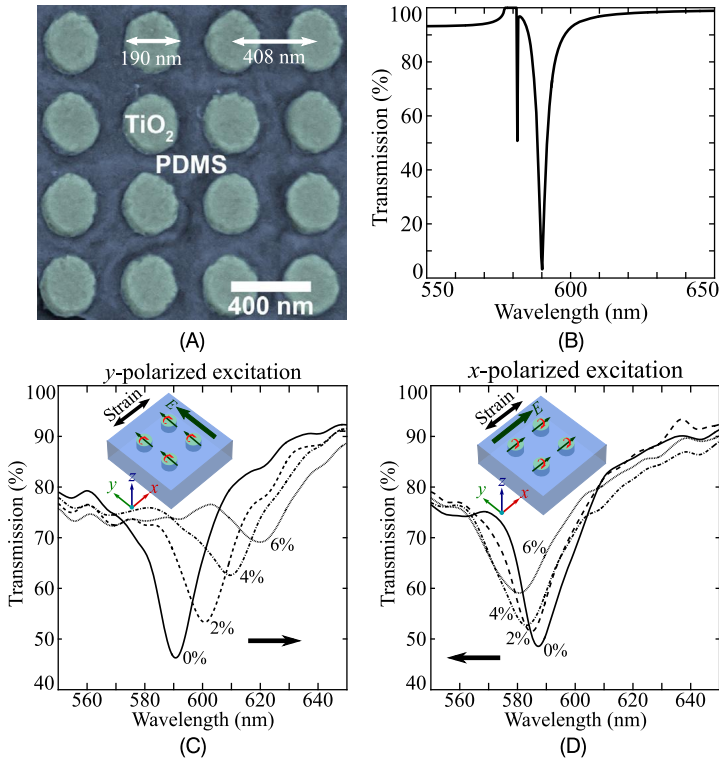 190 nm
408 nm
TiO2
PDMS
400 nm
(A)
Transmission (%)
100
80
60
40
20
0
550
600
650
Wavelength (nm)
(B)
y-polarized excitation
Transmission (%)
100
90
80
70
60
50
40
Strain
E
z
y
x
6%
4%
2%
0%
560
580
600
620
640
Wavelength (nm)
(C)
x-polarized excitation
Transmission (%)
100
90
80
70
60
50
40
Strain
E
z
y
x
6%
4%
2%
0%
560
580
600
620
640
Wavelength (nm)
(D)